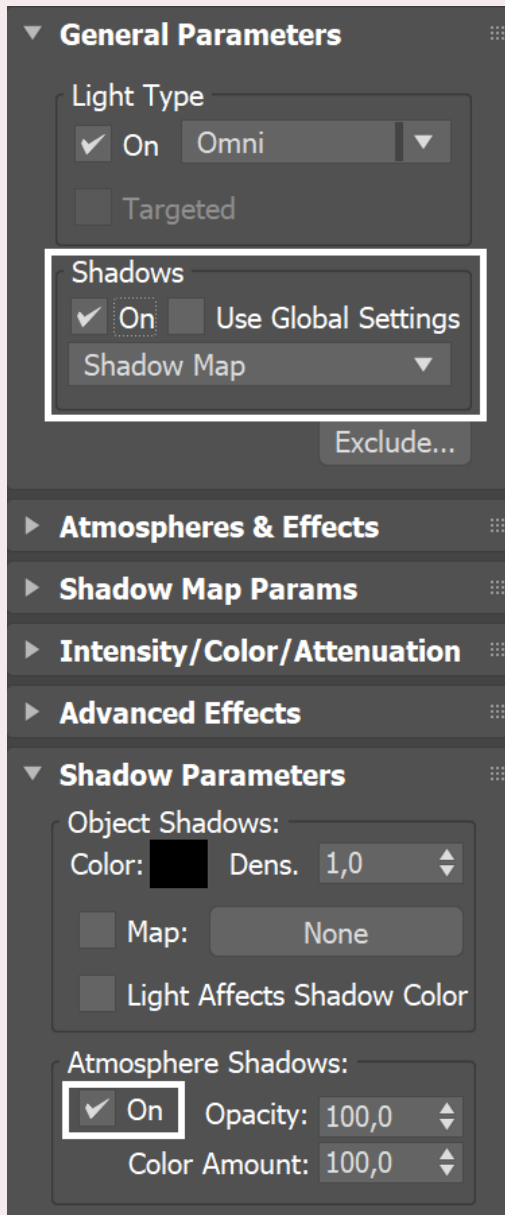 General Parameters
Light Type
On Omni
Targeted
Shadows
On Use Global Settings
Shadow Map
Exclude...
Atmospheres & Effects
Shadow Map Params
Intensity/Color/Attenuation
Advanced Effects
Shadow Parameters
Object Shadows:
Color: Dens. 1,0
Map: None
Light Affects Shadow Color
Atmosphere Shadows:
On Opacity: 100,0
Color Amount: 100,0